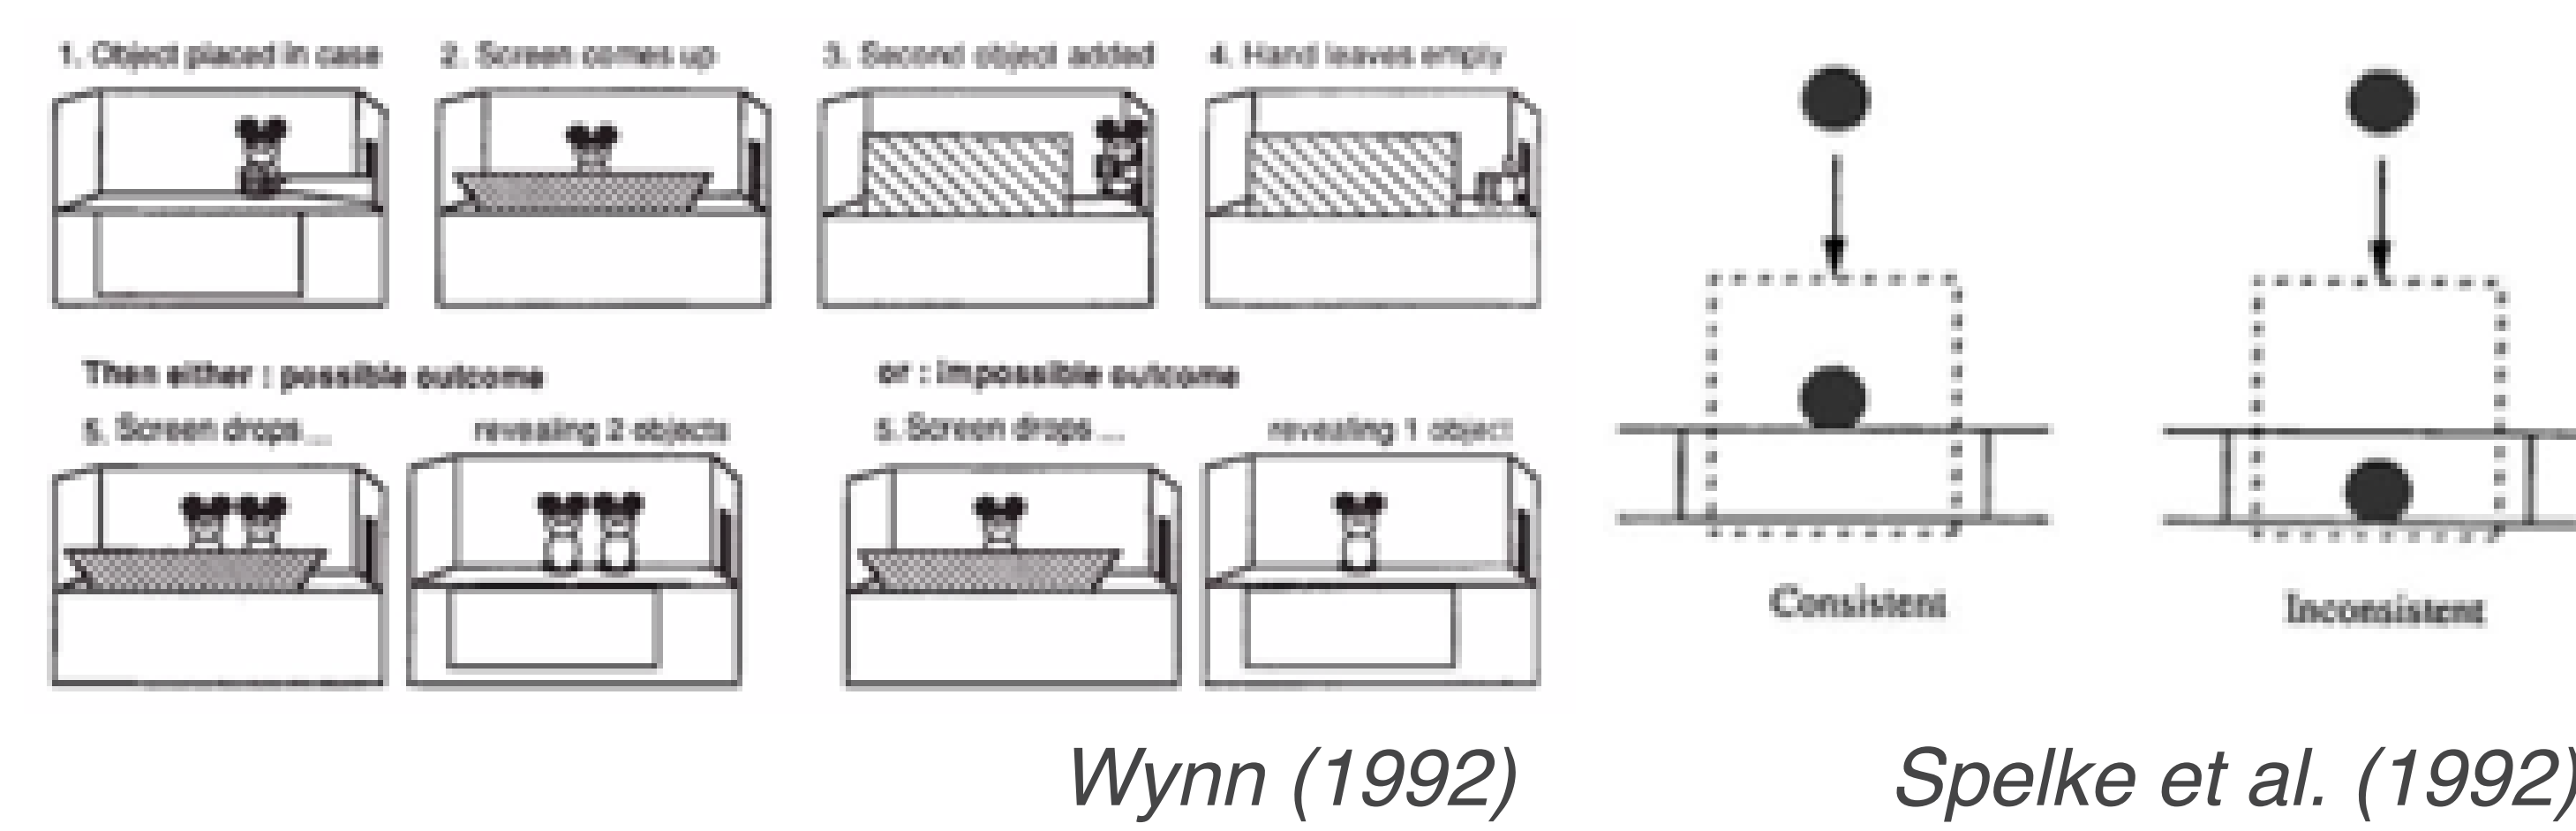 1. Object placed in case
2. Screen comes up
3. Second object added
4. Hand leaves empty
Then either : possible outcome
or : impossible outcome
5. Screen drops ...
revealing 2 objects
5. Screen drops ...
revealing 1 object
Consistent
Inconsistent
Wynn (1992)
Spelke et al. (1992)